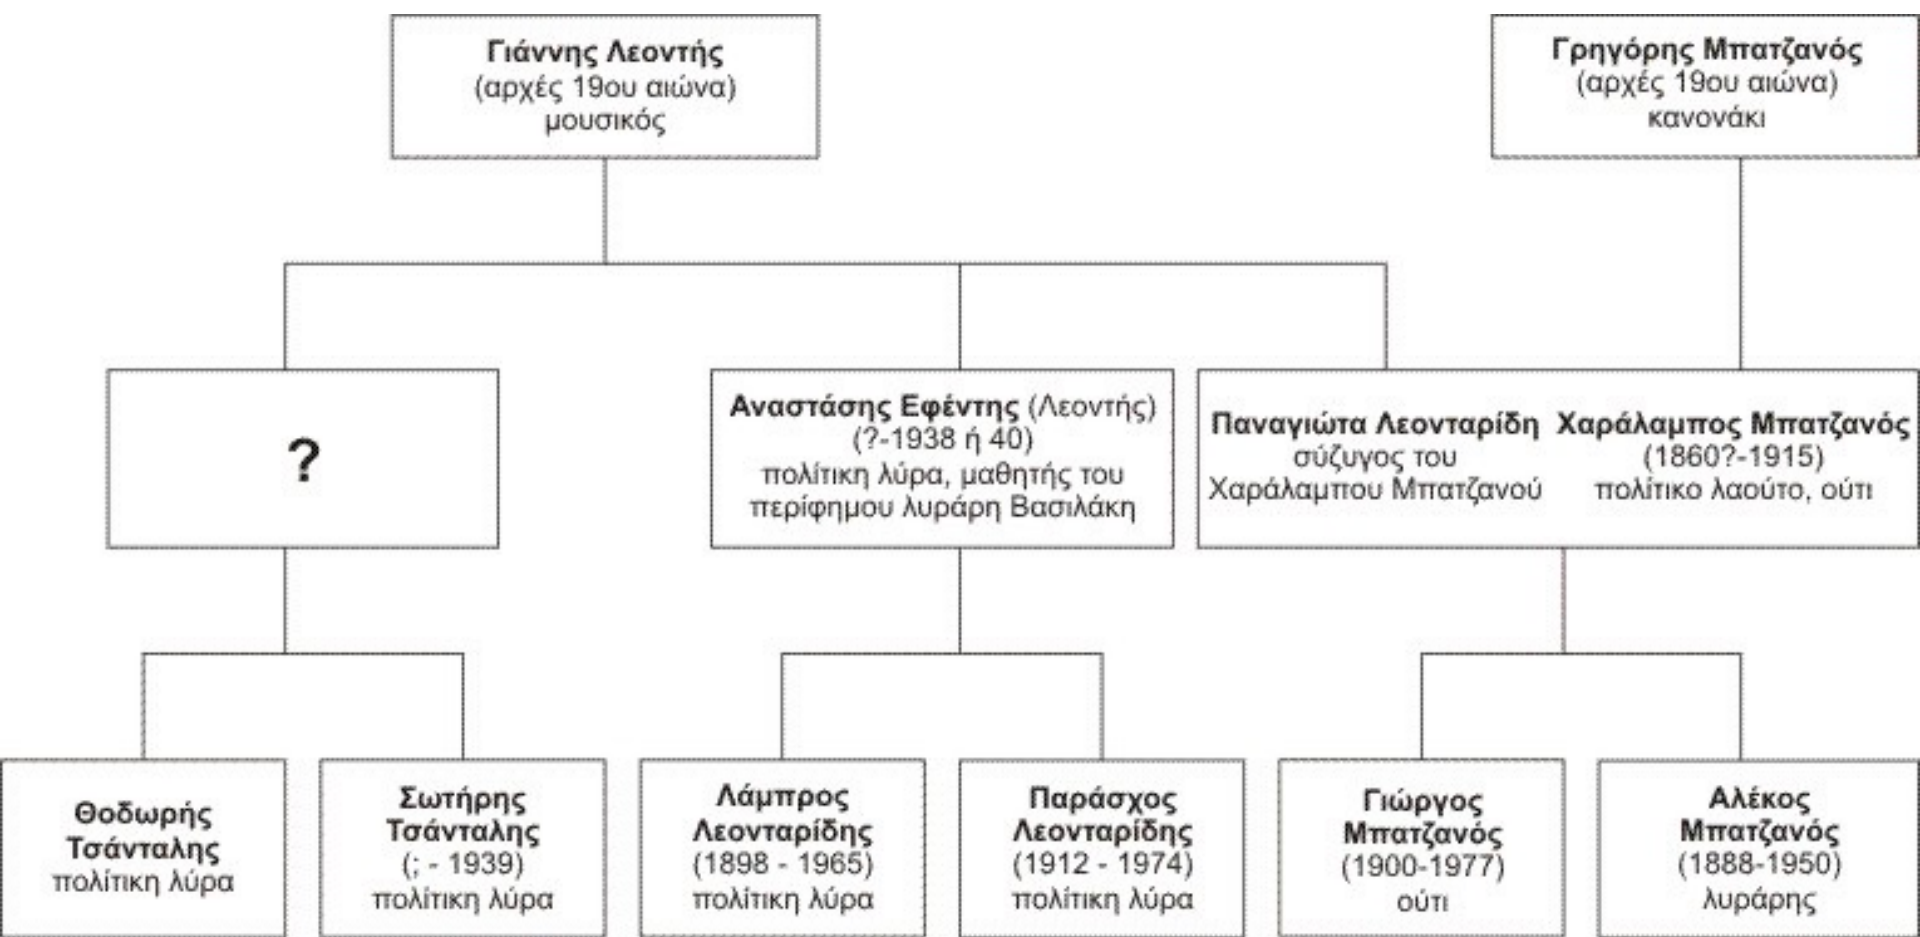 Γιάννης Λεοντής
(αρχές 19ου αιώνα)
μουσικός
Γρηγόρης Μπατζανός
(αρχές 19ου αιώνα)
κανονάκι
?
Αναστάσης Εφέντης (Λεοντής)
(?-1938 ή 40)
πολίτικη λύρα, μαθητής του
περίφημου λυράρη Βασιλάκη
Παναγιώτα Λεονταρίδη
σύζυγος του
Χαράλαμπου Μπατζανού
Χαράλαμπος Μπατζανός
(1860?-1915)
πολίτικο λαούτο, ούτι
Θοδωρής
Τσάνταλης
πολίτικη λύρα
Σωτήρης
Τσάνταλης
(; - 1939)
πολίτικη λύρα
Λάμπρος
Λεονταρίδης
(1898 - 1965)
πολίτικη λύρα
Παράσχος
Λεονταρίδης
(1912 - 1974)
πολίτικη λύρα
Γιώργος
Μπατζανός
(1900-1977)
ούτι
Αλέκος
Μπατζανός
(1888-1950)
λυράρης